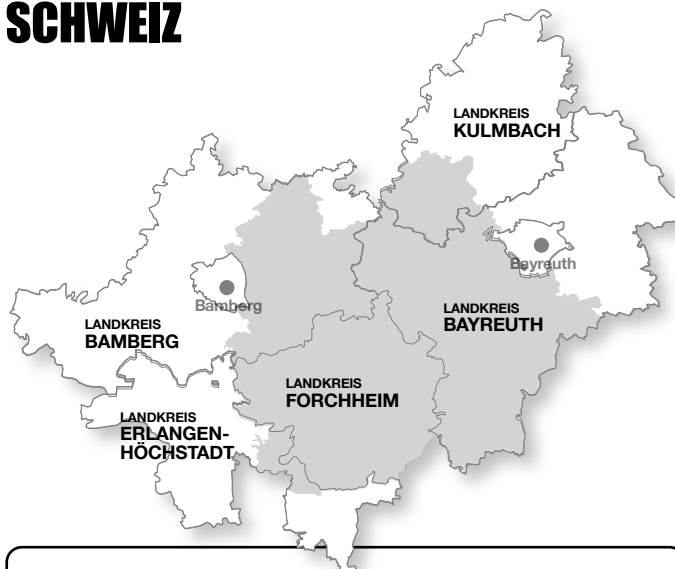 SCHWEIZ
LANDKREIS
KULMBACH
Bayreuth
Bamberg
LANDKREIS
BAYREUTH
LANDKREIS
BAMBERG
LANDKREIS
FORCHHEIM
LANDKREIS
ERLANGEN-
HÖCHSTADT